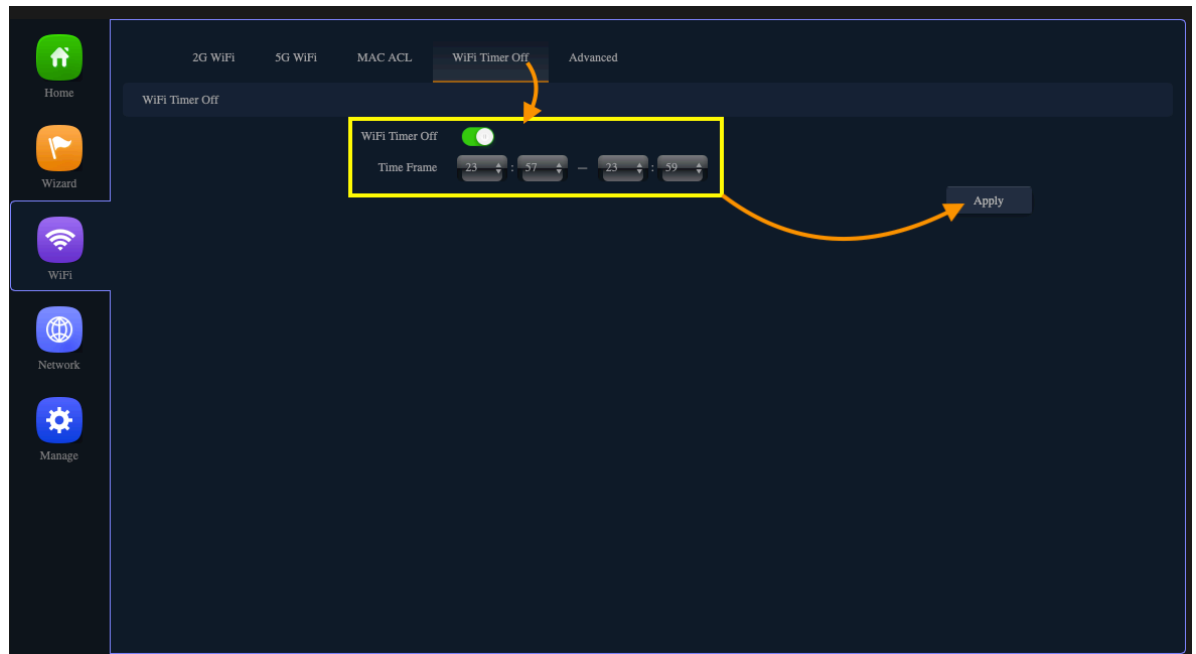 Home
Wizard
WiFi
Network
Manage
2G WiFi 5G WiFi MAC ACL WiFi Timer Off Advanced
WiFi Timer Off
WiFi Timer Off
Time Frame 23 : 57 – 23 : 59
Apply